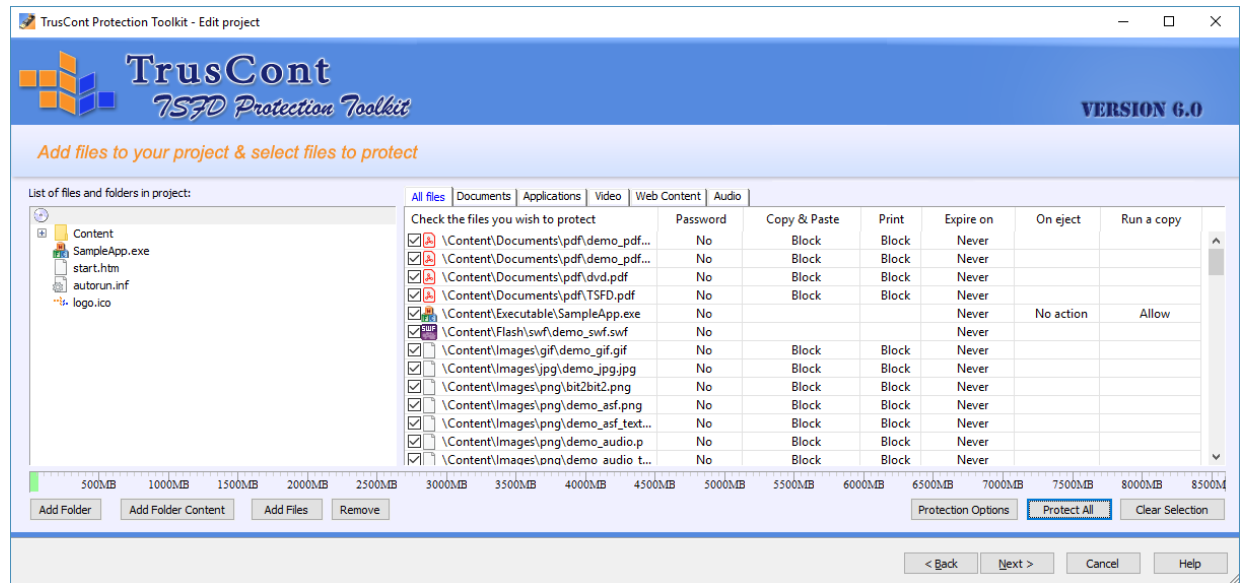 TrusCont Protection Toolkit - Edit project
TrusCont
TSFD Protection Toolkit
VERSION 6.0
Add files to your project & select files to protect
List of files and folders in project:
Content
SampleApp.exe
start.htm
autorun.inf
logo.ico
All files Documents Applications Video Web Content Audio
Check the files you wish to protect Password Copy & Paste Print Expire on On eject Run a copy
\Content\Documents\pdf\demo_pdf... No Block Block Never
\Content\Documents\pdf\demo_pdf... No Block Block Never
\Content\Documents\pdf\dvd.pdf No Block Block Never
\Content\Documents\pdf\TSFD.pdf No Block Block Never
\Content\Executable\SampleApp.exe No Never No action Allow
SWF \Content\Flash\swf\demo_swf.swf No Never
\Content\Images\gif\demo_gif.gif No Block Block Never
\Content\Images\jpg\demo_jpg.jpg No Block Block Never
\Content\Images\png\bit2bit2.png No Block Block Never
\Content\Images\png\demo_asf.png No Block Block Never
\Content\Images\png\demo_asf_text... No Block Block Never
\Content\Images\png\demo_audio.p No Block Block Never
\Content\Images\png\demo_audio_t... No Block Block Never
500MB 1000MB 1500MB 2000MB 2500MB 3000MB 3500MB 4000MB 4500MB 5000MB 5500MB 6000MB 6500MB 7000MB 7500MB 8000MB 8500M
Add Folder Add Folder Content Add Files Remove Protection Options Protect All Clear Selection
< Back Next > Cancel Help